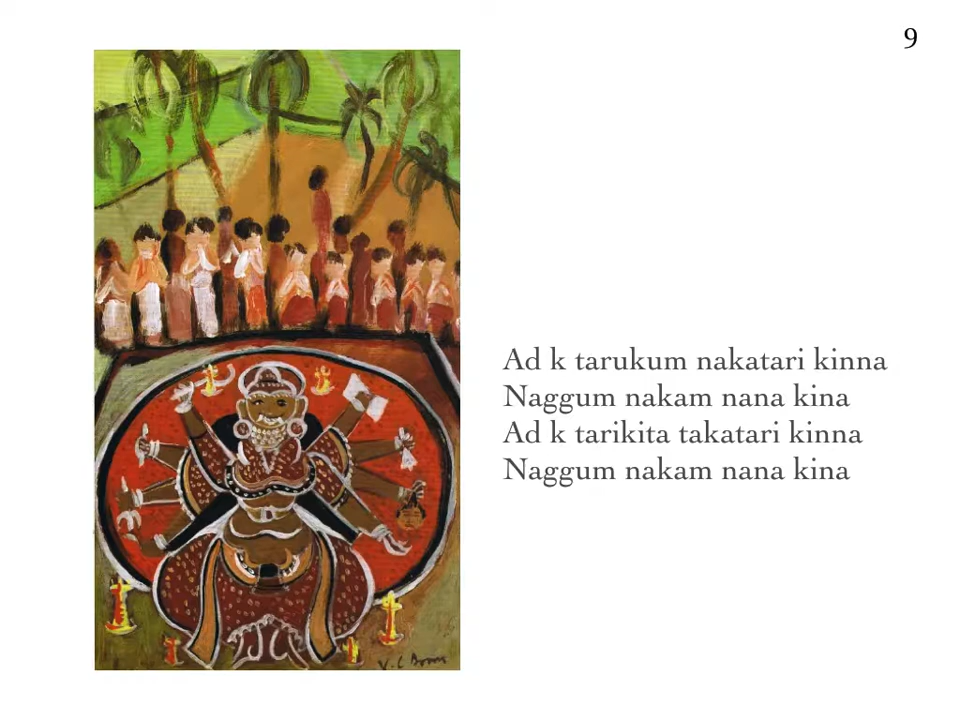 9
Ad k tarukum nakatari kinna
Naggum nakam nana kina
Ad k tarikita takatari kinna
Naggum nakam nana kina